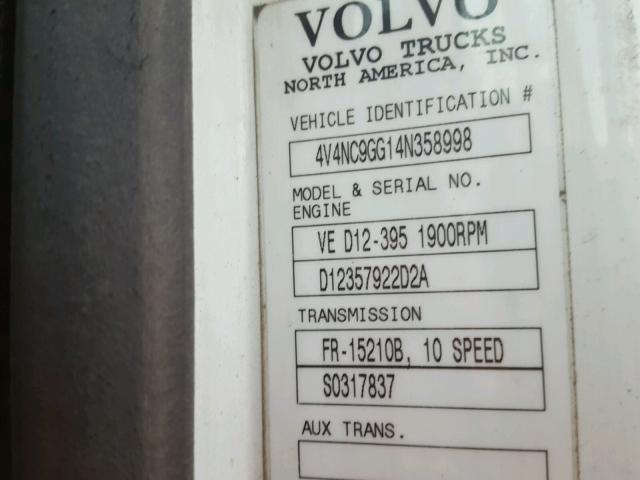 VOLVO
VOLVO TRUCKS
NORTH AMERICA, INC.
VEHICLE IDENTIFICATION #
4V4NC9GG14N358998
MODEL & SERIAL NO.
ENGINE
VE D12-395 1900RPM
D12357922D2A
TRANSMISSION
FR-15210B, 10 SPEED
S0317837
AUX TRANS.